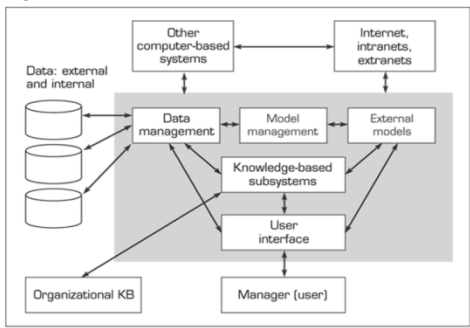 Other
computer-based
systems
Internet,
intranets,
extranets
Data: external
and internal
Data
management
Model
management
External
models
Knowledge-based
subsystems
User
interface
Organizational KB
Manager (user)